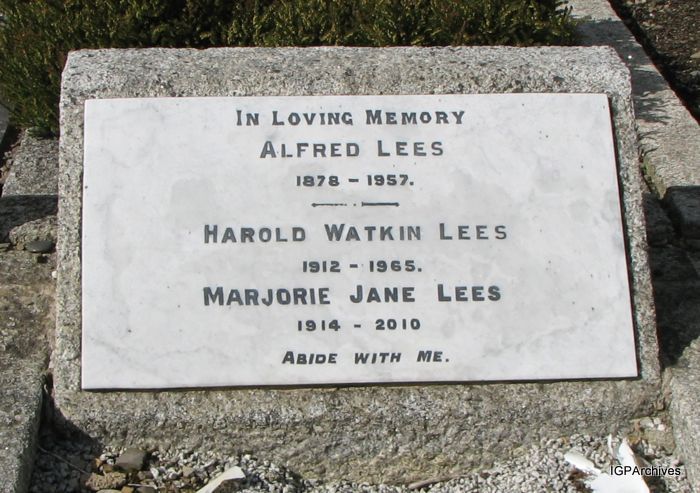 In Loving Memory
Alfred Lees
1878 – 1957.
Harold Watkin Lees
1912 – 1965.
Marjorie Jane Lees
1914 - 2010
Abide with Me.
IGPArchives